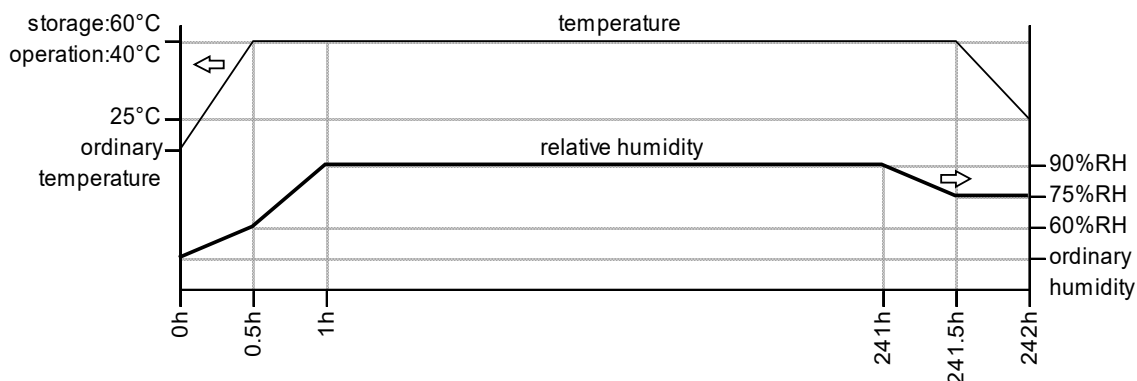 storage:60°C
operation:40°C
25°C
ordinary
temperature
temperature
relative humidity
90%RH
75%RH
60%RH
ordinary
humidity
0h
0.5h
1h
241h
241.5h
242h